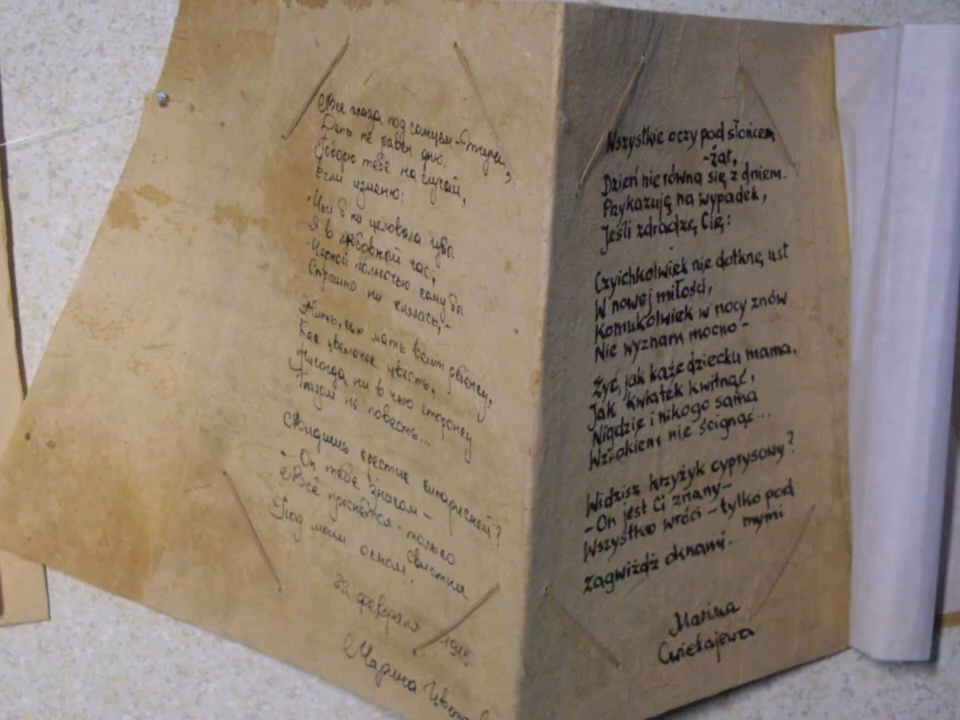 Все глаза под солнцем – жгучи,
День не равен дню.
Говорю тебе на случай,
Если изменю:
Чьи б ни целовала губы
Я в любовный час,
Черной полночью кому бы
Страшно ни клялась, –
Жить, как мать велит ребенку,
Как цветочек цвесть,
Никогда ни в чью сторонку
Глазом не повесть...
Видишь крестик кипарисный?
– Он тебе знаком –
Всё проснётся – только свистни
Под моим окном.
22 февраля 1915.
Марина
Wszystkie oczy pod słońcem
– żar,
Dzień nie równa się z dniem.
Przykazuję na wypadek,
Jeśli zdradzę Cię:
Czyichkolwiek nie dotknę ust
W nowej miłości,
Komukolwiek w nocy znów
Nie wyznam mocno –
Żyć, jak każe dziecku mama,
Jak kwiatek kwitnąć,
Nigdzie i nikogo sama
Wzrokiem nie ścignąć...
Widzisz krzyżyk cyprysowy?
– On jest Ci znany –
Wszystko wróci – tylko pod
mymi
zagwiżdż oknami.
Marina
Cwietajewa